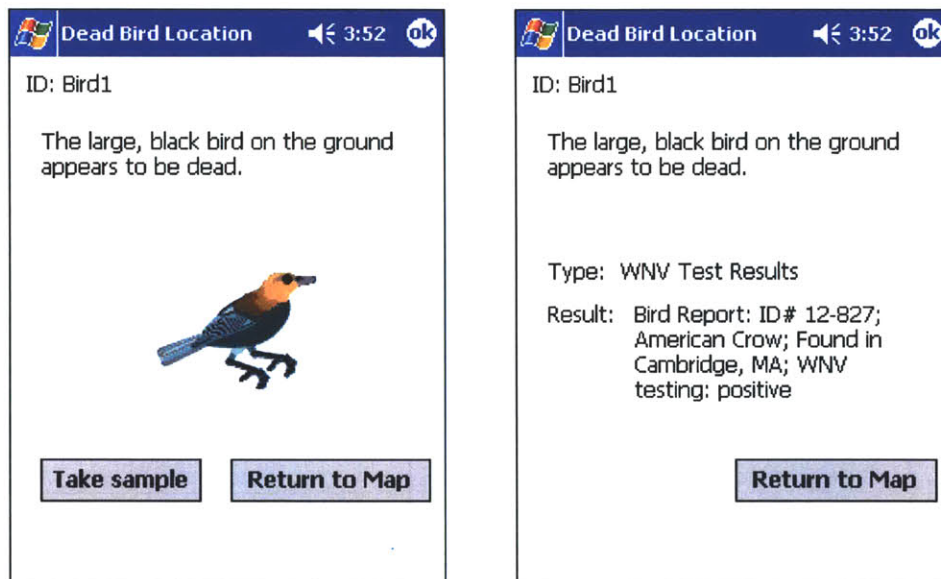 Dead Bird Location 3:52 ok
ID: Bird1
The large, black bird on the ground
appears to be dead.
Take sample
Return to Map
Dead Bird Location 3:52 ok
ID: Bird1
The large, black bird on the ground
appears to be dead.
Type: WNV Test Results
Result: Bird Report: ID# 12-827;
American Crow; Found in
Cambridge, MA; WNV
testing: positive
Return to Map